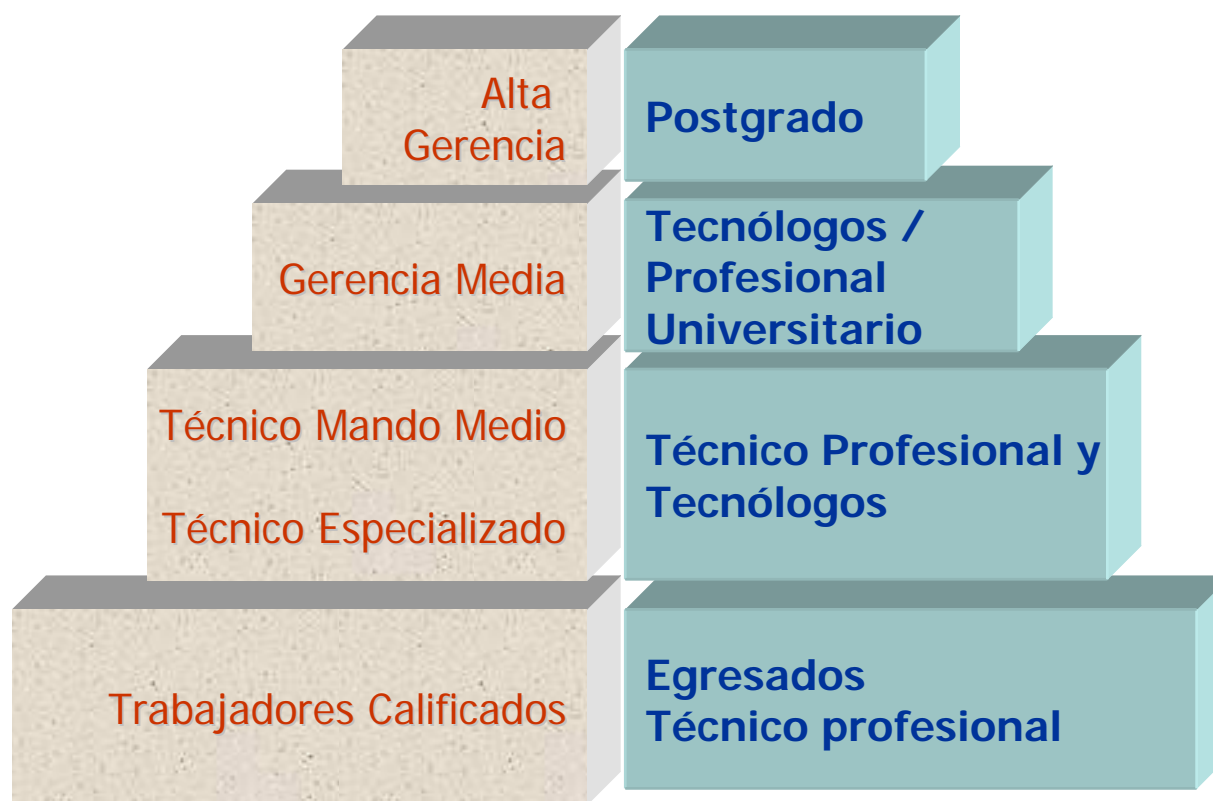 Alta
Gerencia
Postgrado
Gerencia Media
Tecnólogos /
Profesional
Universitario
Técnico Mando Medio
Técnico Especializado
Técnico Profesional y
Tecnólogos
Trabajadores Calificados
Egresados
Técnico profesional